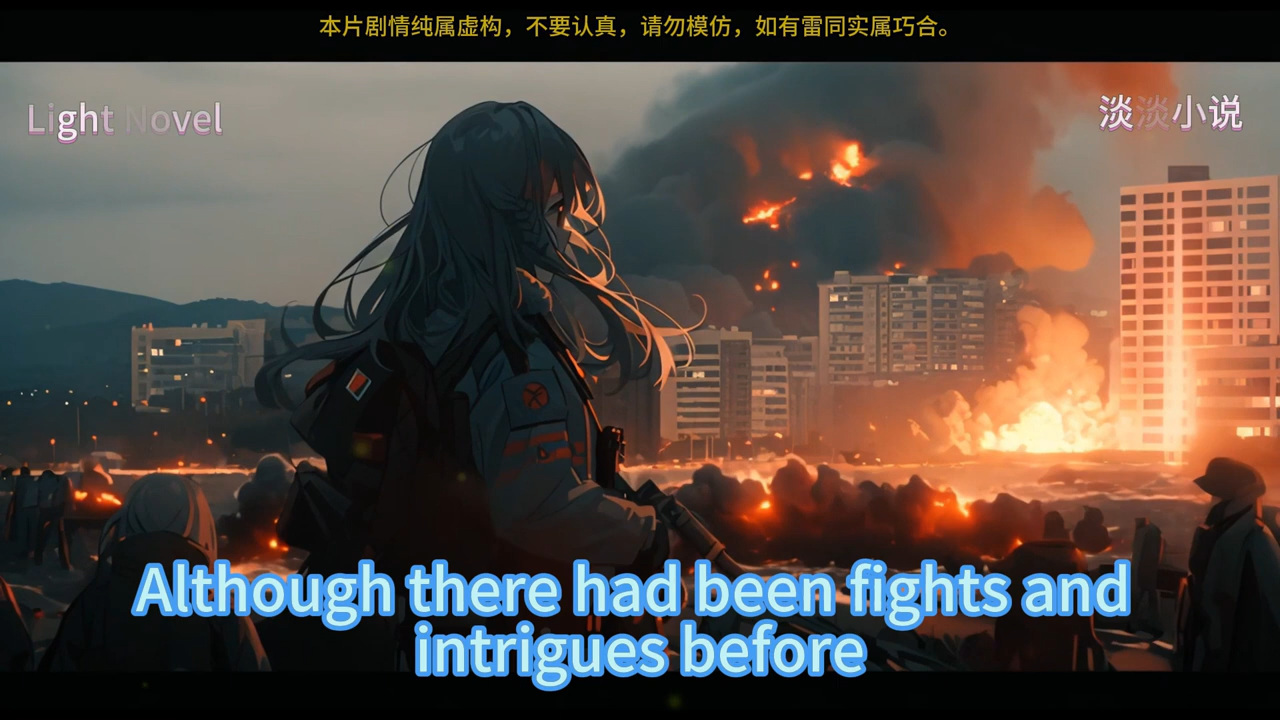 本片剧情纯属虚构，不要认真，请勿模仿，如有雷同实属巧合。
Light Novel
淡淡小说
Although there had been fights and
intrigues before